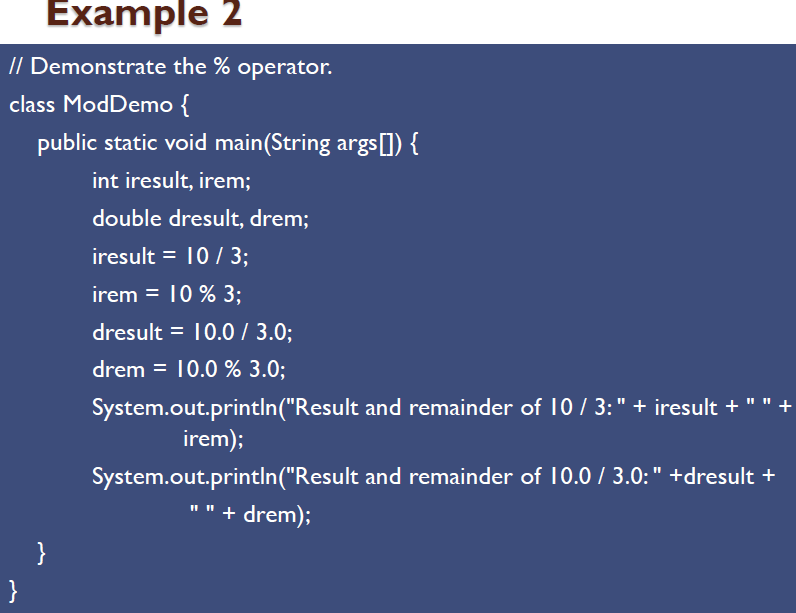 Example 2
// Demonstrate the % operator.
class ModDemo {
public static void main(String args[]) {
int iresult, irem;
double dresult, drem;
iresult = 10 / 3;
irem = 10 % 3;
dresult = 10.0 / 3.0;
drem = 10.0 % 3.0;
System.out.println("Result and remainder of 10 / 3: " + iresult + " " +
irem);
System.out.println("Result and remainder of 10.0 / 3.0: " +dresult +
" " + drem);
}
}